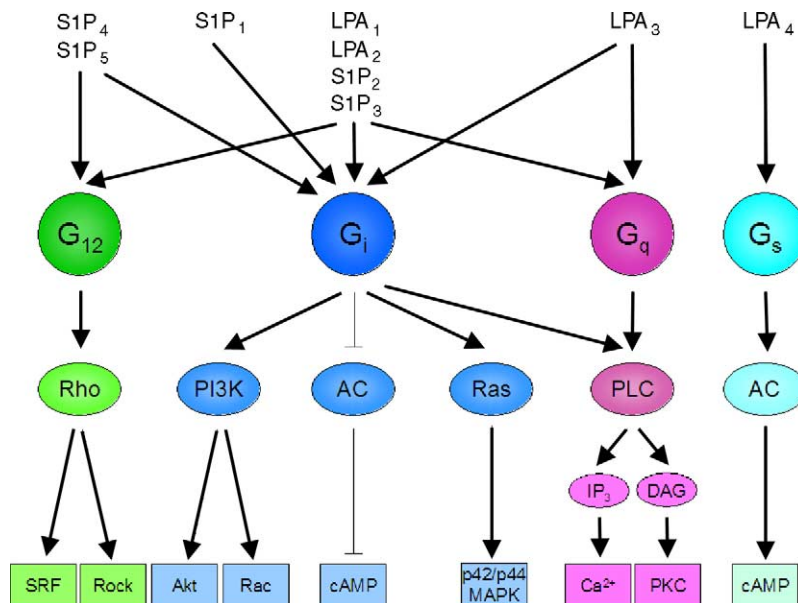 S1P4
S1P5
S1P1
LPA1
LPA2
S1P2
S1P3
LPA3
LPA4
G12
Gi
Gq
Gs
Rho
PI3K
AC
Ras
PLC
AC
IP3
DAG
SRF
Rock
Akt
Rac
cAMP
p42/p44
MAPK
Ca2+
PKC
cAMP